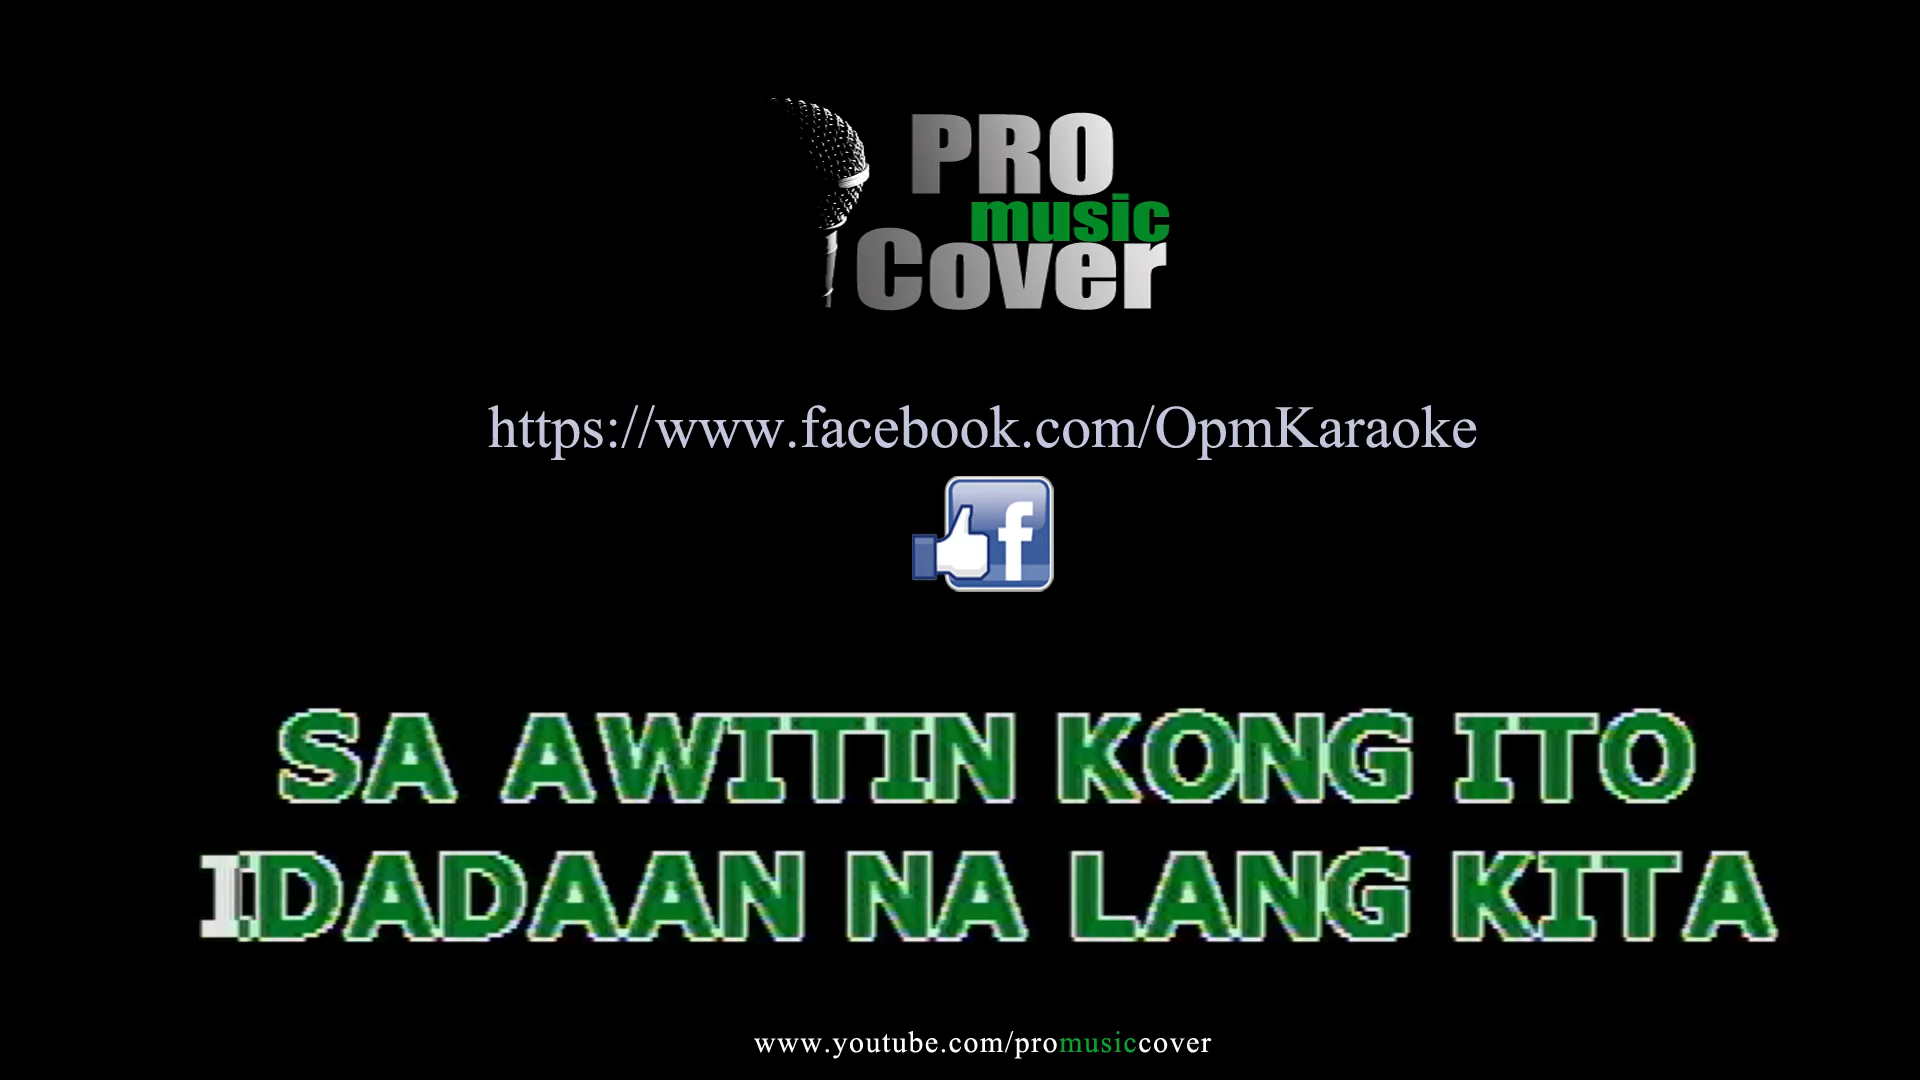 PRO
music
Cover
https://www.facebook.com/OpmKaraoke
f
SA AWITIN KONG ITO
IDADAAN NA LANG KITA
www.youtube.com/promusiccover